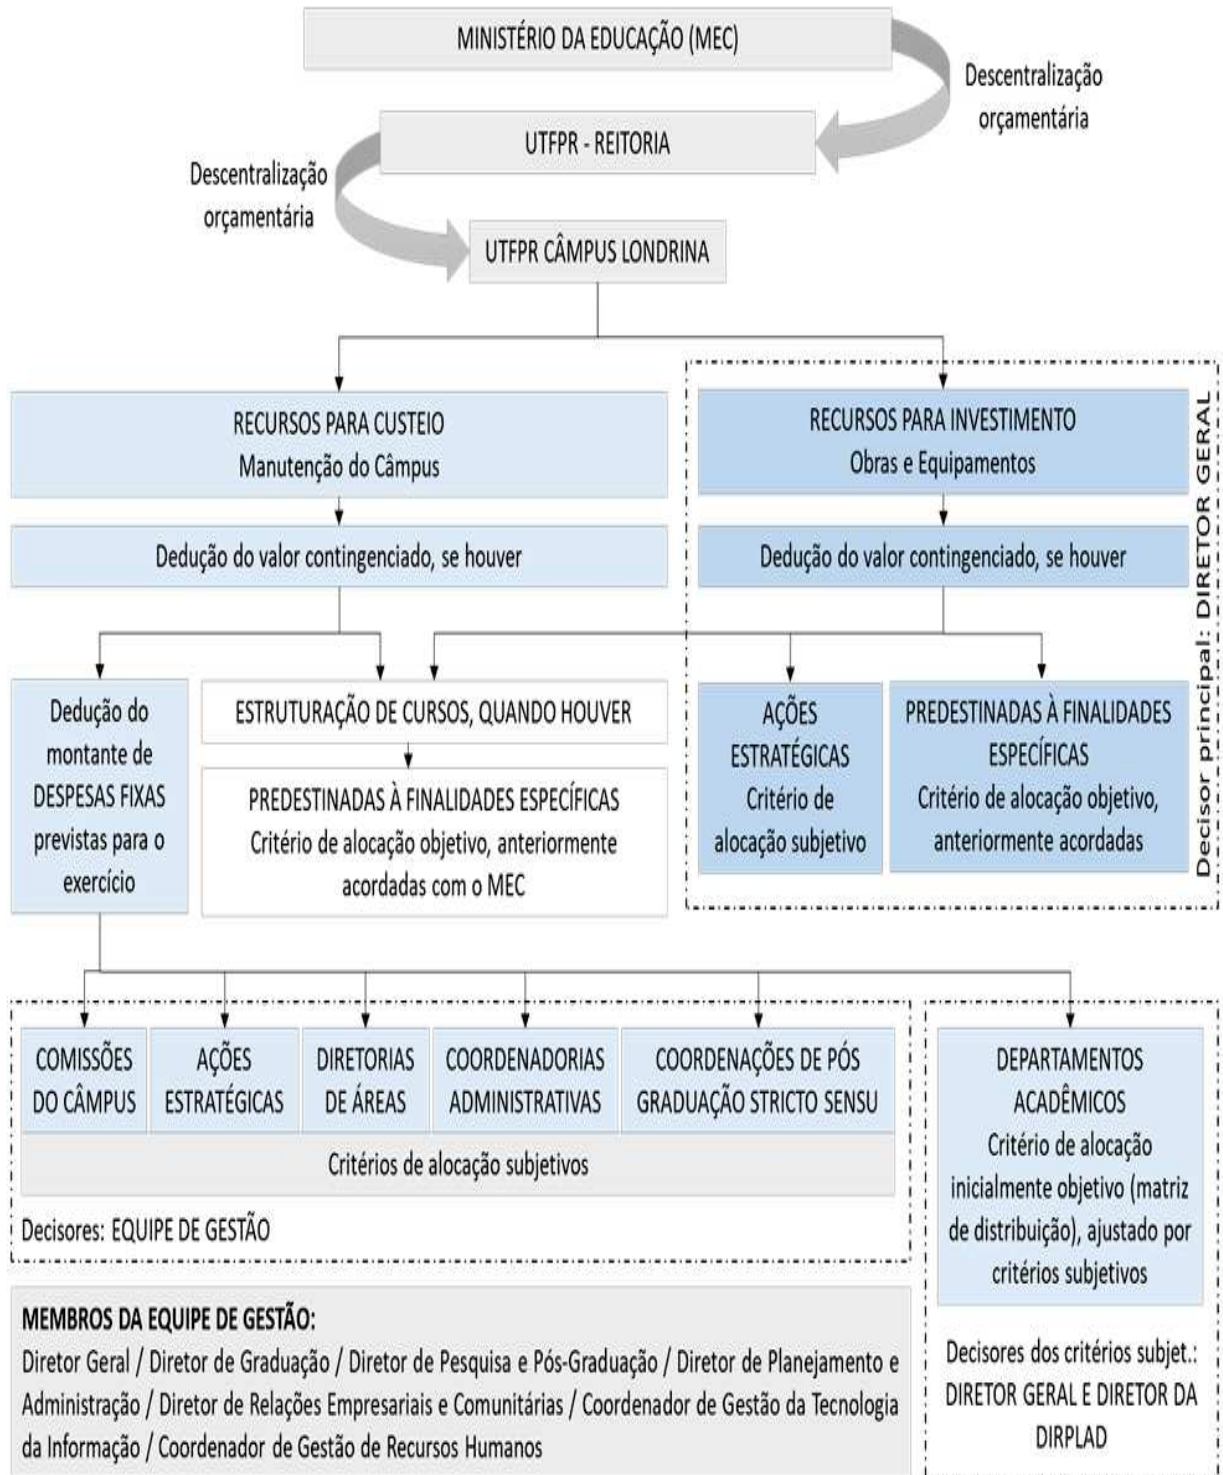 MINISTÉRIO DA EDUCAÇÃO (MEC)
Descentralização
orçamentária
UTFPR - REITORIA
Descentralização
orçamentária
UTFPR CÂMPUS LONDRINA
RECURSOS PARA CUSTEIO
Manutenção do Câmpus
RECURSOS PARA INVESTIMENTO
Obras e Equipamentos
Decisor principal: DIRETOR GERAL
Dedução do valor contingenciado, se houver
Dedução do valor contingenciado, se houver
Dedução do
montante de
DESPESAS FIXAS
previstas para o
exercício
ESTRUTURAÇÃO DE CURSOS, QUANDO HOUVER
PREDESTINADAS À FINALIDADES ESPECÍFICAS
Critério de alocação objetivo, anteriormente
acordadas com o MEC
AÇÕES
ESTRATÉGICAS
Critério de
alocação subjetivo
PREDESTINADAS À FINALIDADES
ESPECÍFICAS
Critério de alocação objetivo,
anteriormente acordadas
COMISSÕES
DO CÂMPUS
AÇÕES
ESTRATÉGICAS
DIRETORIAS
DE ÁREAS
COORDENADORIAS
ADMINISTRATIVAS
COORDENAÇÕES DE PÓS
GRADUAÇÃO STRICTO SENSU
Critérios de alocação subjetivos
Decisores: EQUIPE DE GESTÃO
DEPARTAMENTOS
ACADÊMICOS
Critério de alocação
inicialmente objetivo (matriz
de distribuição), ajustado por
critérios subjetivos
Decisores dos critérios subjet.:
DIRETOR GERAL E DIRETOR DA
DIRPLAD
MEMBROS DA EQUIPE DE GESTÃO:
Diretor Geral / Diretor de Graduação / Diretor de Pesquisa e Pós-Graduação / Diretor de Planejamento e
Administração / Diretor de Relações Empresariais e Comunitárias / Coordenador de Gestão da Tecnologia
da Informação / Coordenador de Gestão de Recursos Humanos